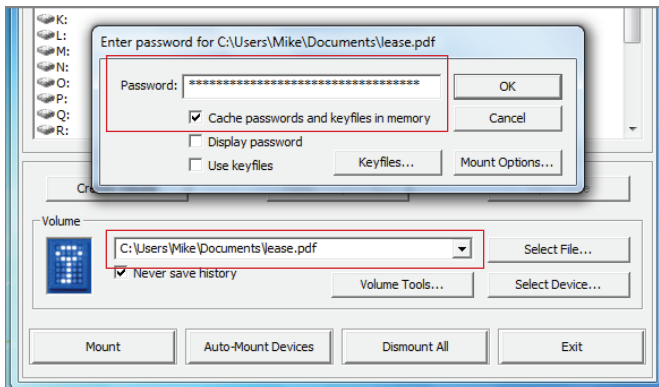 K:
L:
M:
N:
O:
P:
Q:
R:
Enter password for C:\Users\Mike\Documents\lease.pdf
Password: **********************************
OK
Cache passwords and keyfiles in memory
Cancel
Display password
Use keyfiles
Keyfiles...
Mount Options...
Volume
C:\Users\Mike\Documents\lease.pdf
Select File...
Never save history
Volume Tools...
Select Device...
Mount
Auto-Mount Devices
Dismount All
Exit